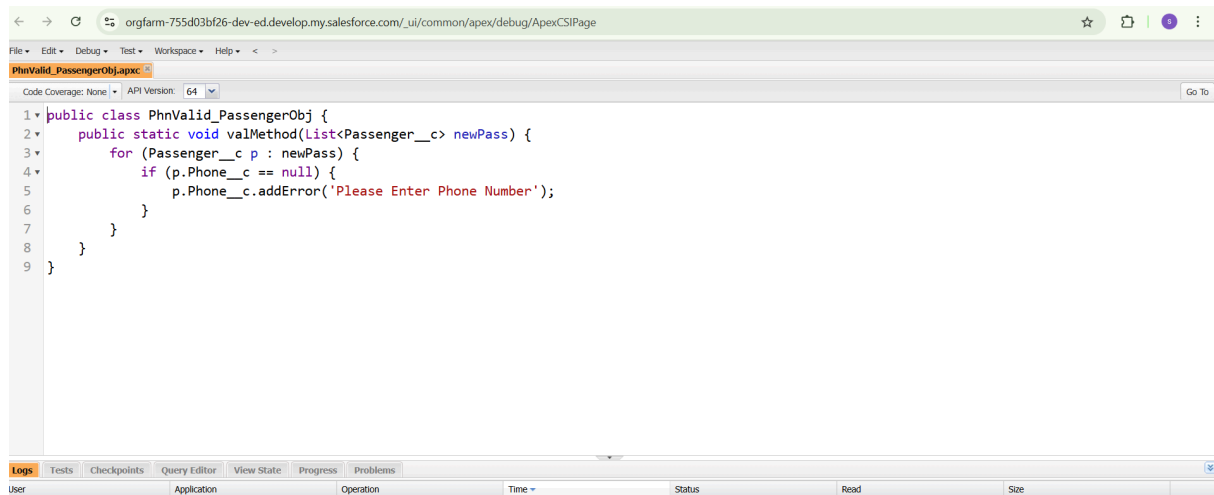 orgfarm-755d03bf26-dev-ed.develop.my.salesforce.com/_ui/common/apex/debug/ApexCSIPage
S
File Edit Debug Test Workspace Help < >
PhnValid_PassengerObj.apxc
Code Coverage: None API Version: 64 Go To
1 public class PhnValid_PassengerObj {
2 public static void valMethod(List<Passenger__c> newPass) {
3 for (Passenger__c p : newPass) {
4 if (p.Phone__c == null) {
5 p.Phone__c.addError('Please Enter Phone Number');
6 }
7 }
8 }
9 }
Logs Tests Checkpoints Query Editor View State Progress Problems
User Application Operation Time Status Read Size